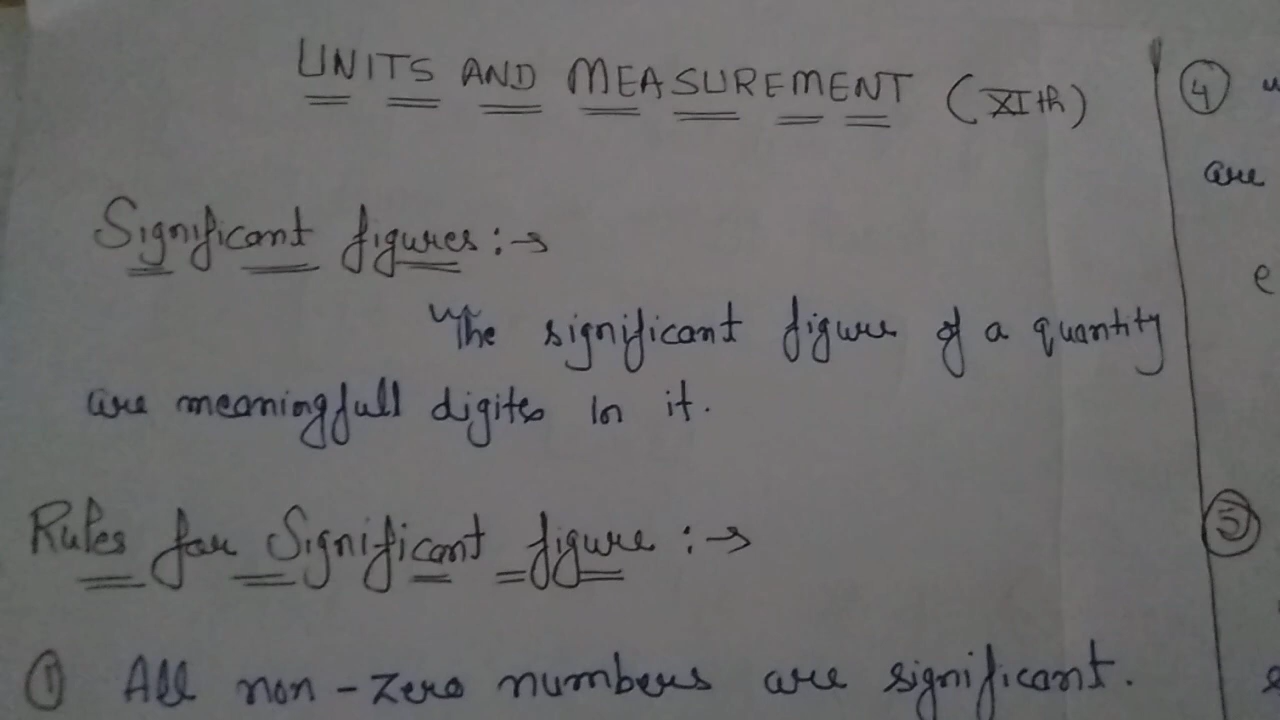 UNITS AND MEASUREMENT (XIth)
Significant figures :→
The significant figure of a quantity
are meaningfull digites in it.
Rules for Significant figure :→
① All non-zero numbers are significant.
④
are
e
⑤